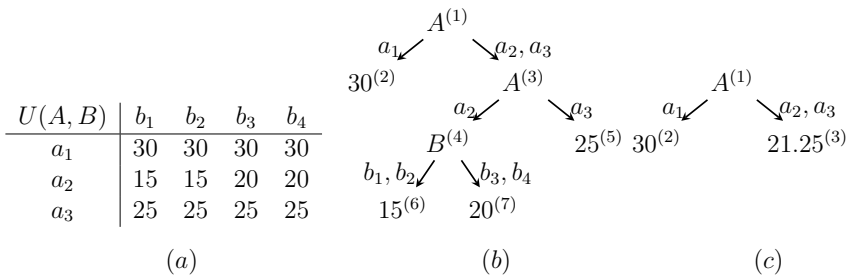 U(A, B) b₁ b₂ b₃ b₄
a₁ 30 30 30 30
a₂ 15 15 20 20
a₃ 25 25 25 25
(a)
A⁽¹⁾
a₁ a₂, a₃
30⁽²⁾ A⁽³⁾
a₂ a₃
B⁽⁴⁾ 25⁽⁵⁾
b₁, b₂ b₃, b₄
15⁽⁶⁾ 20⁽⁷⁾
(b)
A⁽¹⁾
a₁ a₂, a₃
30⁽²⁾ 21.25⁽³⁾
(c)